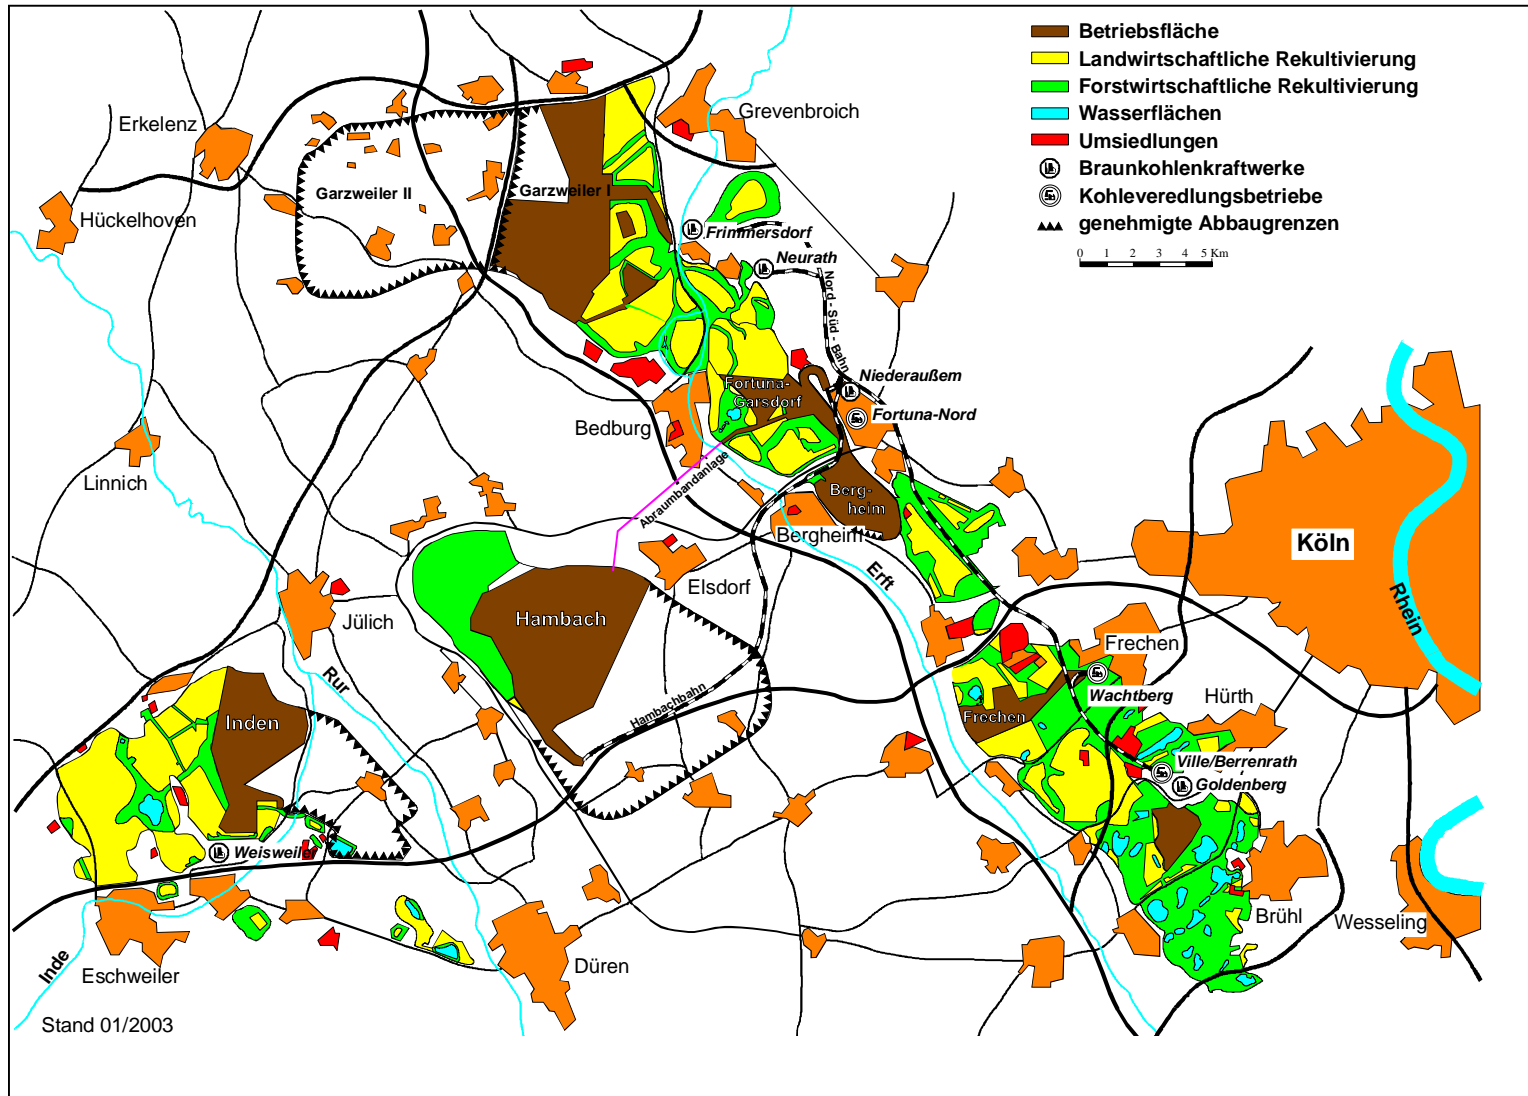 Betriebsfläche
Landwirtschaftliche Rekultivierung
Forstwirtschaftliche Rekultivierung
Wasserflächen
Umsiedlungen
Braunkohlenkraftwerke
Kohleveredlungsbetriebe
genehmigte Abbaugrenzen
0 1 2 3 4 5 Km
Grevenbroich
Erkelenz
Garzweiler II
Garzweiler I
Hückelhoven
Frimmersdorf
Neurath
Nord - Süd - Bahn
Niederaußem
Fortuna-
Garsdorf
Fortuna-Nord
Bedburg
Linnich
Abraumbandanlage
Berg-
heim
Bergheim
Köln
Rhein
Erft
Elsdorf
Hambach
Jülich
Rur
Frechen
Wachtberg
Hürth
Hambachbahn
Frechen
Inden
Ville/Berrenrath
Goldenberg
Weisweiler
Brühl
Wesseling
Inde
Eschweiler
Düren
Stand 01/2003